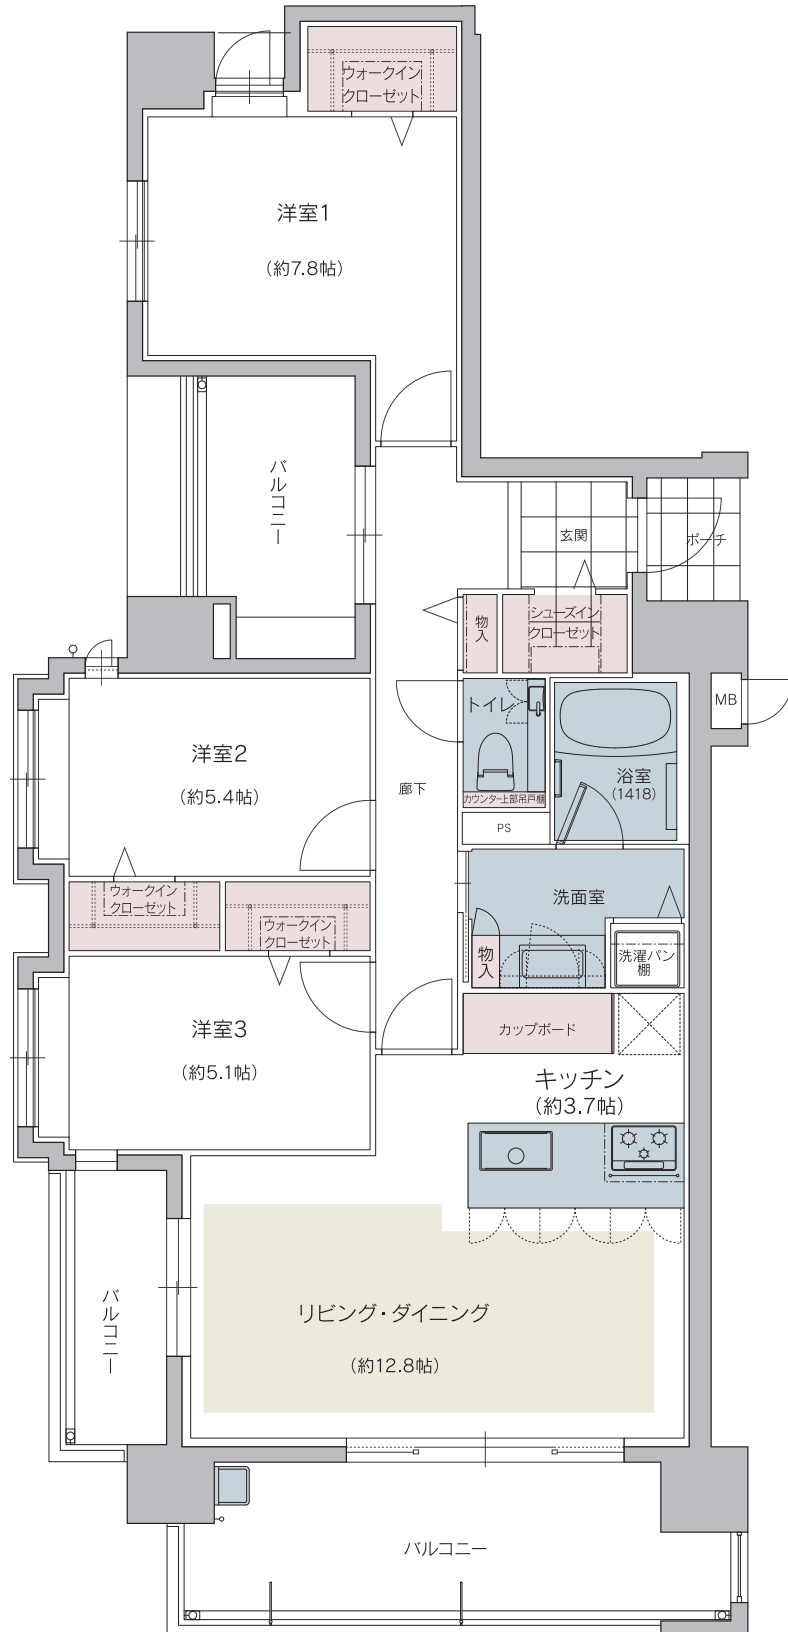 ウォークイン
クローゼット
洋室1
(約7.8帖)
バルコニー
玄関
ポーチ
物入
シューズイン
クローゼット
トイレ
MB
洋室2
(約5.4帖)
廊下
浴室
(1418)
カウンター上部吊戸棚
PS
ウォークイン
クローゼット
ウォークイン
クローゼット
洗面室
物入
洗濯パン
棚
洋室3
(約5.1帖)
カップボード
キッチン
(約3.7帖)
バルコニー
リビング・ダイニング
(約12.8帖)
バルコニー